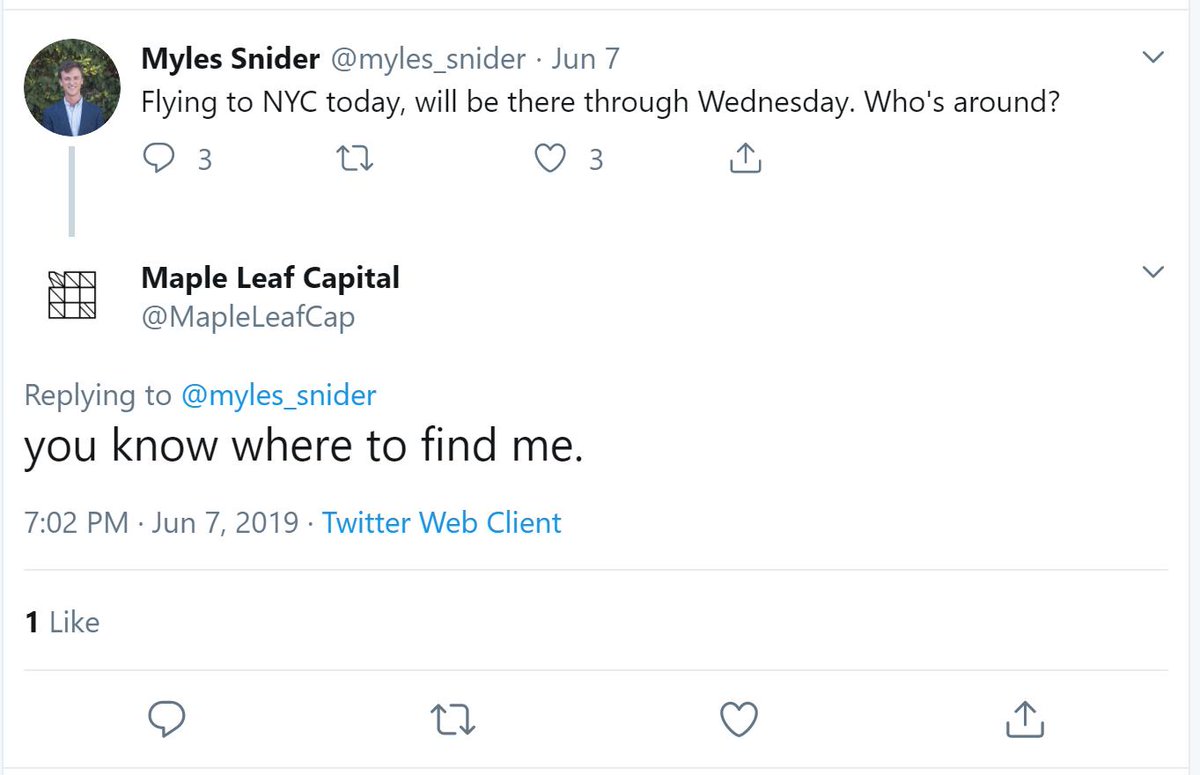 Myles Snider @myles_snider · Jun 7
Flying to NYC today, will be there through Wednesday. Who's around?
3 3
Maple Leaf Capital
@MapleLeafCap
Replying to @myles_snider
you know where to find me.
7:02 PM · Jun 7, 2019 · Twitter Web Client
1 Like